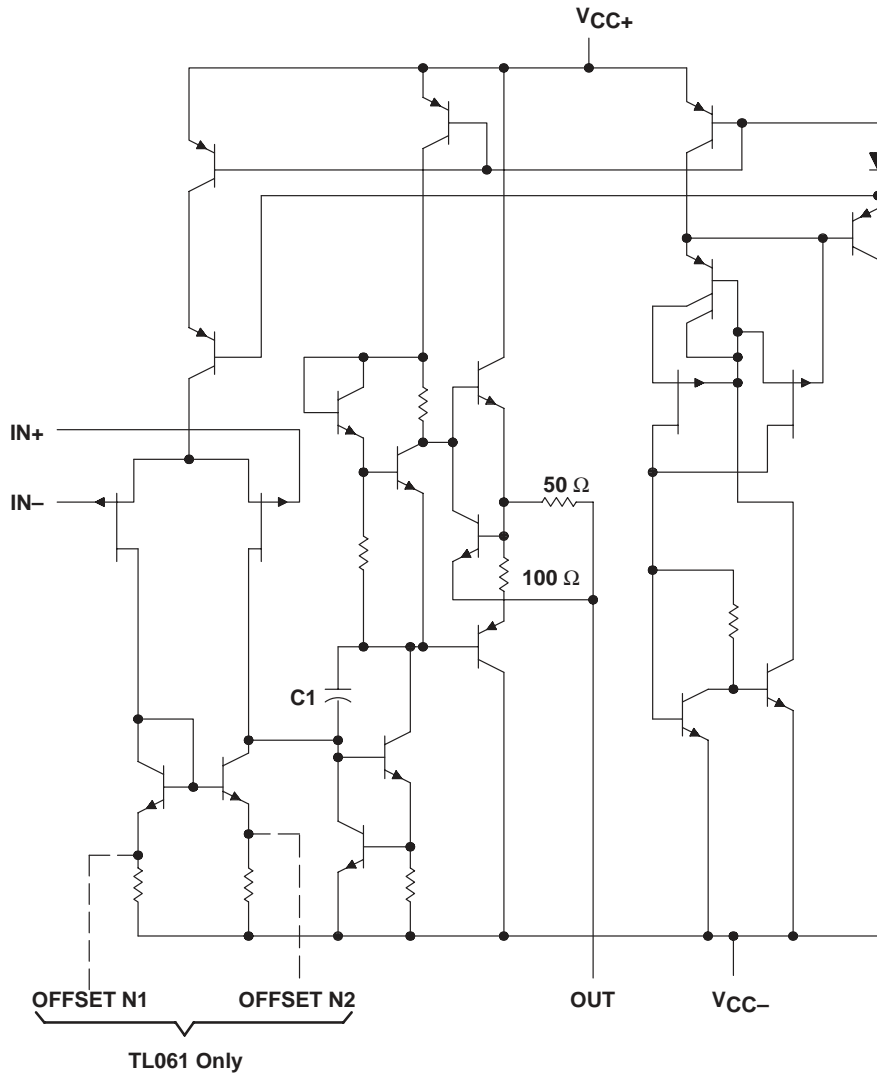 VCC+
IN+
IN–
50 Ω
100 Ω
C1
OFFSET N1
OFFSET N2
OUT
VCC–
TL061 Only